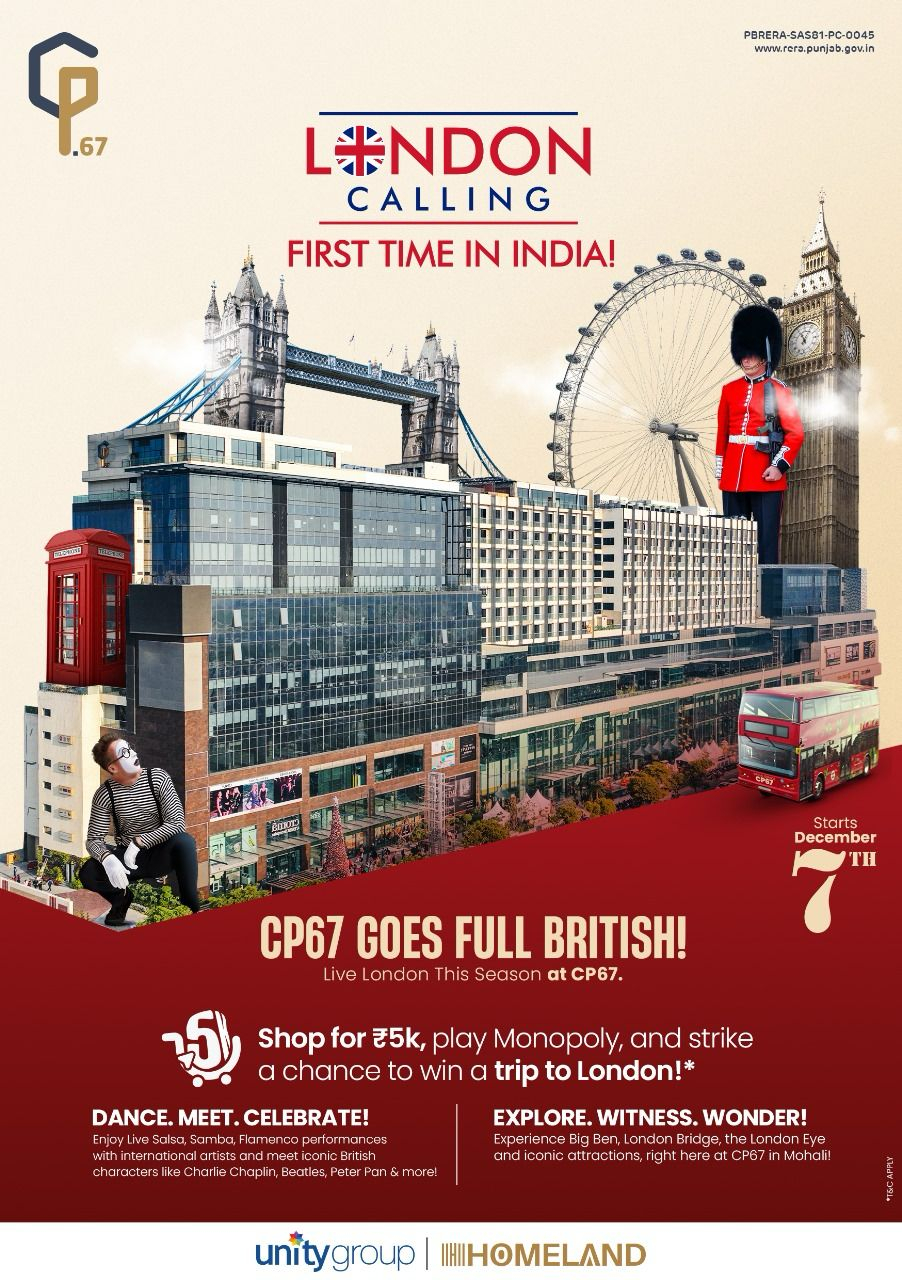 CP.67
PBRERA-SAS81-PC-0045
www.rera.punjab.gov.in
LONDON
CALLING
FIRST TIME IN INDIA!
TELEPHONE
TELEPHONE
CP67
Starts
December
7TH
CP67 GOES FULL BRITISH!
Live London This Season at CP67.
5
Shop for ₹5k, play Monopoly, and strike
a chance to win a trip to London!*
DANCE. MEET. CELEBRATE!
Enjoy Live Salsa, Samba, Flamenco performances
with international artists and meet iconic British
characters like Charlie Chaplin, Beatles, Peter Pan & more!
EXPLORE. WITNESS. WONDER!
Experience Big Ben, London Bridge, the London Eye
and iconic attractions, right here at CP67 in Mohali!
*T&C APPLY
unitygroup
HOMELAND